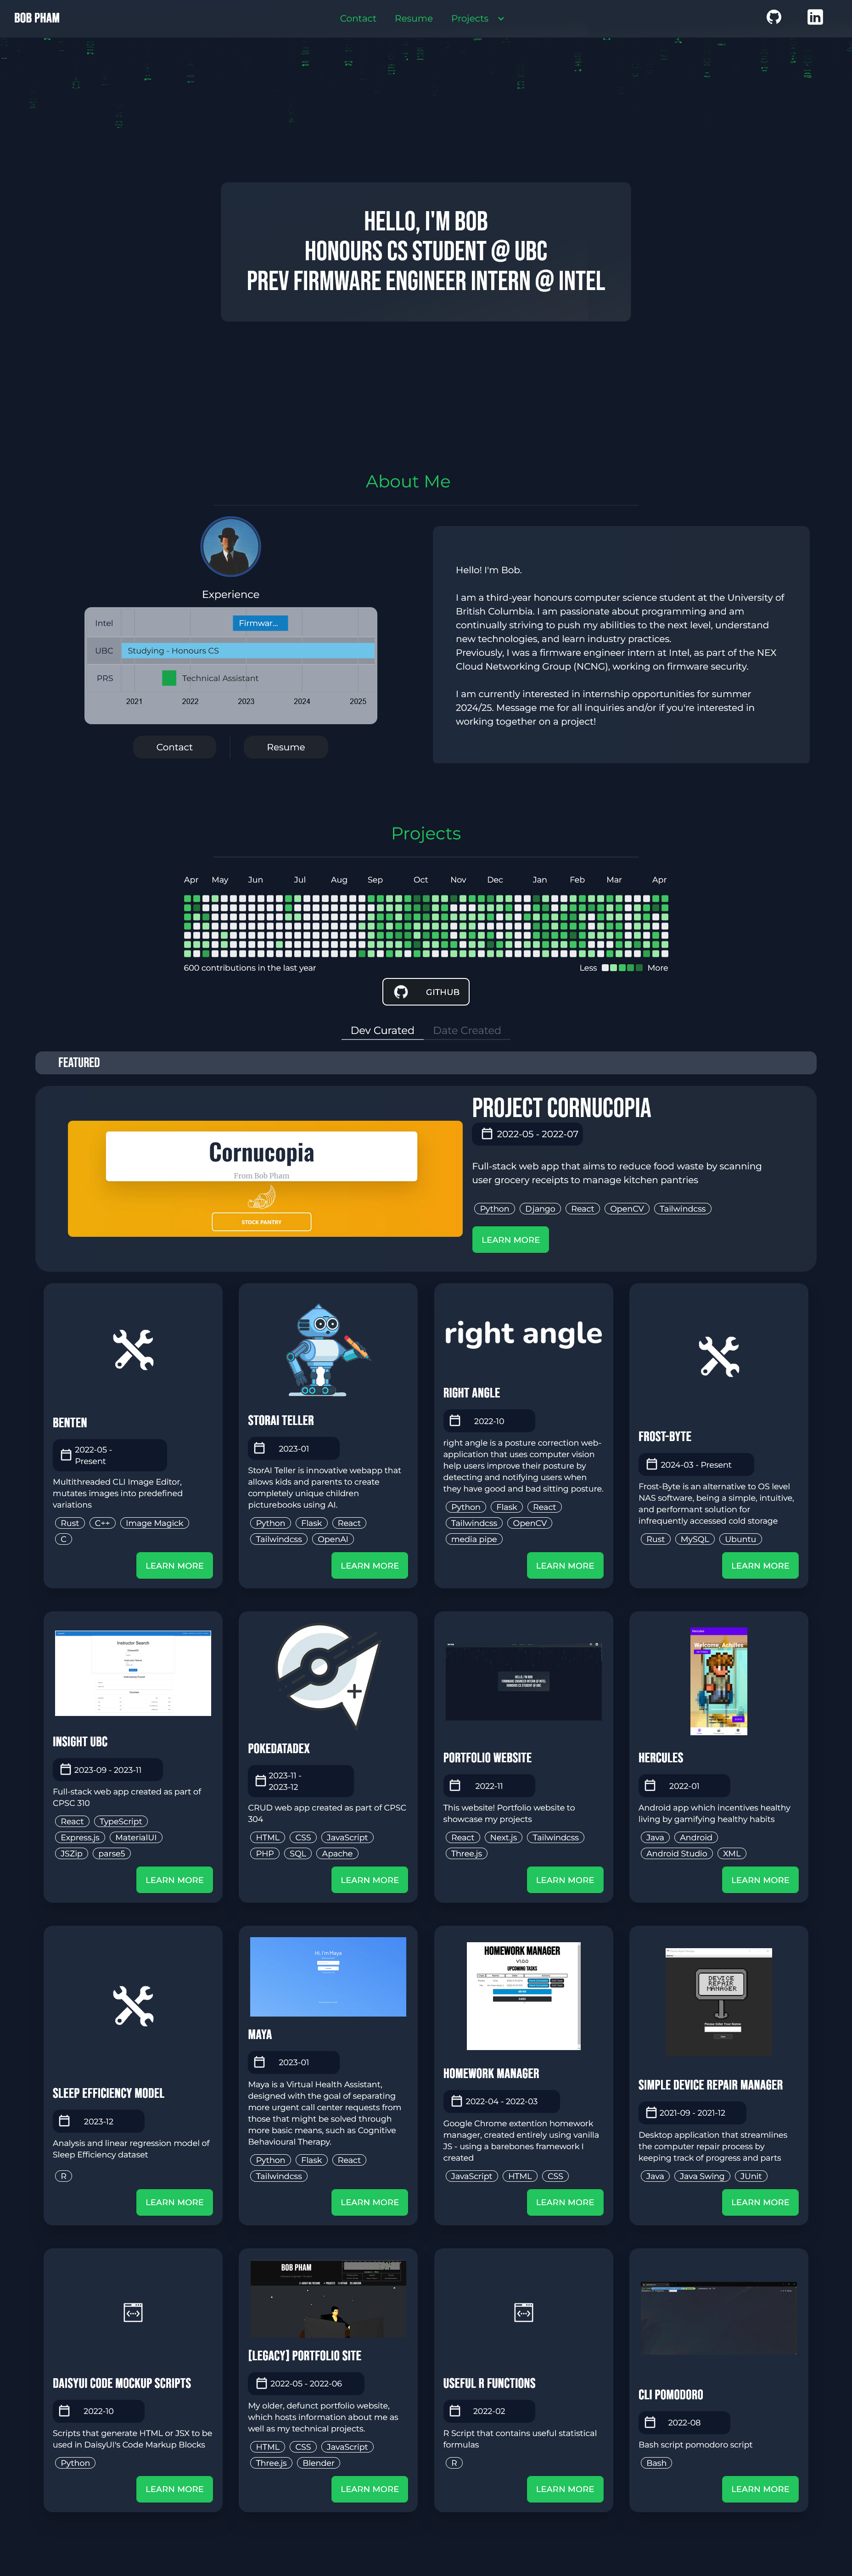 BOB PHAM
Contact Resume Projects
HELLO, I'M BOB
HONOURS CS STUDENT @ UBC
PREV FIRMWARE ENGINEER INTERN @ INTEL
About Me
Experience
Intel Firmwar...
UBC Studying - Honours CS
PRS Technical Assistant
2021 2022 2023 2024 2025
Contact Resume
Hello! I'm Bob.
I am a third-year honours computer science student at the University of
British Columbia. I am passionate about programming and am
continually striving to push my abilities to the next level, understand
new technologies, and learn industry practices.
Previously, I was a firmware engineer intern at Intel, as part of the NEX
Cloud Networking Group (NCNG), working on firmware security.
I am currently interested in internship opportunities for summer
2024/25. Message me for all inquiries and/or if you're interested in
working together on a project!
Projects
Apr May Jun Jul Aug Sep Oct Nov Dec Jan Feb Mar Apr
600 contributions in the last year
Less More
GITHUB
Dev Curated Date Created
FEATURED
Cornucopia
From Bob Pham
STOCK PANTRY
PROJECT CORNUCOPIA
2022-05 - 2022-07
Full-stack web app that aims to reduce food waste by scanning
user grocery receipts to manage kitchen pantries
Python Django React OpenCV Tailwindcss
LEARN MORE
BENTEN
2022-05 -
Present
Multithreaded CLI Image Editor,
mutates images into predefined
variations
Rust C++ Image Magick
C
LEARN MORE
STORAI TELLER
2023-01
StorAI Teller is innovative webapp that
allows kids and parents to create
completely unique children
picturebooks using AI.
Python Flask React
Tailwindcss OpenAI
LEARN MORE
right angle
RIGHT ANGLE
2022-10
right angle is a posture correction web-
application that uses computer vision
help users improve their posture by
detecting and notifying users when
they have good and bad sitting posture.
Python Flask React
Tailwindcss OpenCV
media pipe
LEARN MORE
FROST-BYTE
2024-03 - Present
Frost-Byte is an alternative to OS level
NAS software, being a simple, intuitive,
and performant solution for
infrequently accessed cold storage
Rust MySQL Ubuntu
LEARN MORE
Instructor Search
INSIGHT UBC
2023-09 - 2023-11
Full-stack web app created as part of
CPSC 310
React TypeScript
Express.js MaterialUI
JSZip parse5
LEARN MORE
POKEDATADEX
2023-11 -
2023-12
CRUD web app created as part of CPSC
304
HTML CSS JavaScript
PHP SQL Apache
LEARN MORE
HELLO, I'M BOB
FIRMWARE ENGINEER INTERN @ INTEL
HONOURS CS STUDENT @ UBC
PORTFOLIO WEBSITE
2022-11
This website! Portfolio website to
showcase my projects
React Next.js Tailwindcss
Three.js
LEARN MORE
Welcome, Achilles
HERCULES
2022-01
Android app which incentives healthy
living by gamifying healthy habits
Java Android
Android Studio XML
LEARN MORE
SLEEP EFFICIENCY MODEL
2023-12
Analysis and linear regression model of
Sleep Efficiency dataset
R
LEARN MORE
Hi, I'm Maya
MAYA
2023-01
Maya is a Virtual Health Assistant,
designed with the goal of separating
more urgent call center requests from
those that might be solved through
more basic means, such as Cognitive
Behavioural Therapy.
Python Flask React
Tailwindcss
LEARN MORE
HOMEWORK MANAGER
V1.0.0
UPCOMING TASKS
HOMEWORK MANAGER
2022-04 - 2022-03
Google Chrome extention homework
manager, created entirely using vanilla
JS - using a barebones framework I
created
JavaScript HTML CSS
LEARN MORE
DEVICE
REPAIR
MANAGER
Please Enter Your Name
SIMPLE DEVICE REPAIR MANAGER
2021-09 - 2021-12
Desktop application that streamlines
the computer repair process by
keeping track of progress and parts
Java Java Swing JUnit
LEARN MORE
DAISYUI CODE MOCKUP SCRIPTS
2022-10
Scripts that generate HTML or JSX to be
used in DaisyUI's Code Markup Blocks
Python
LEARN MORE
BOB PHAM
[LEGACY] PORTFOLIO SITE
2022-05 - 2022-06
My older, defunct portfolio website,
which hosts information about me as
well as my technical projects.
HTML CSS JavaScript
Three.js Blender
LEARN MORE
USEFUL R FUNCTIONS
2022-02
R Script that contains useful statistical
formulas
R
LEARN MORE
CLI POMODORO
2022-08
Bash script pomodoro script
Bash
LEARN MORE